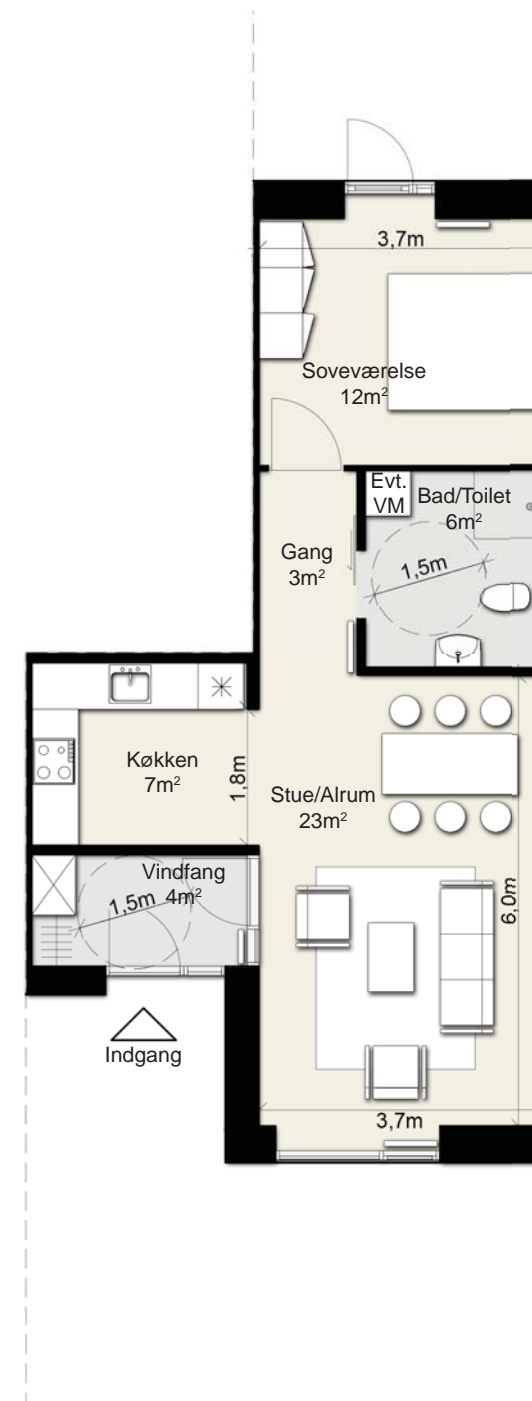 3,7m
Soveværelse
12m²
Evt.
VM
Bad/Toilet
6m²
Gang
3m²
1,5m
Køkken
7m²
1,8m
Stue/Alrum
23m²
Vindfang
4m²
1,5m
6,0m
Indgang
3,7m